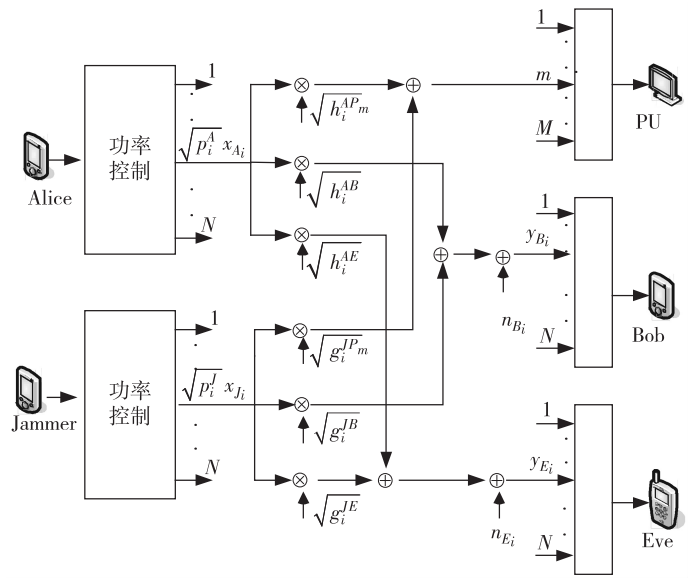 1
m
M
PU
Alice
功率
控制
1
√p_i^A x_{A_i}
N
√h_i^{AP_m}
√h_i^{AB}
√h_i^{AE}
1
y_{B_i}
n_{B_i}
N
Bob
Jammer
功率
控制
1
√p_i^J x_{J_i}
N
√g_i^{JP_m}
√g_i^{JB}
√g_i^{JE}
1
y_{E_i}
n_{E_i}
N
Eve